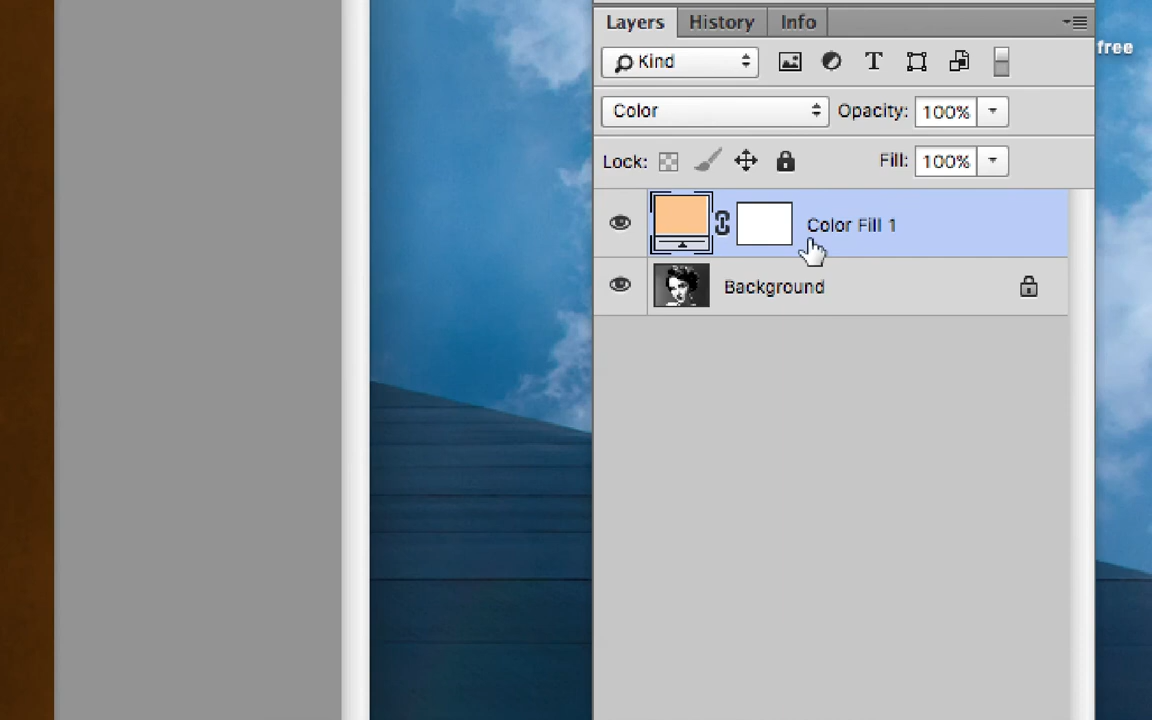 Layers History Info
free
Kind T
Color Opacity: 100%
Lock: Fill: 100%
Color Fill 1
Background